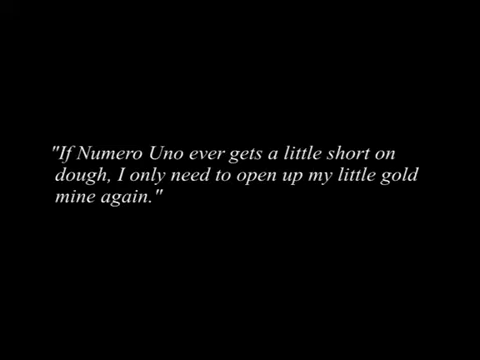 "If Numero Uno ever gets a little short on
dough, I only need to open up my little gold
mine again."